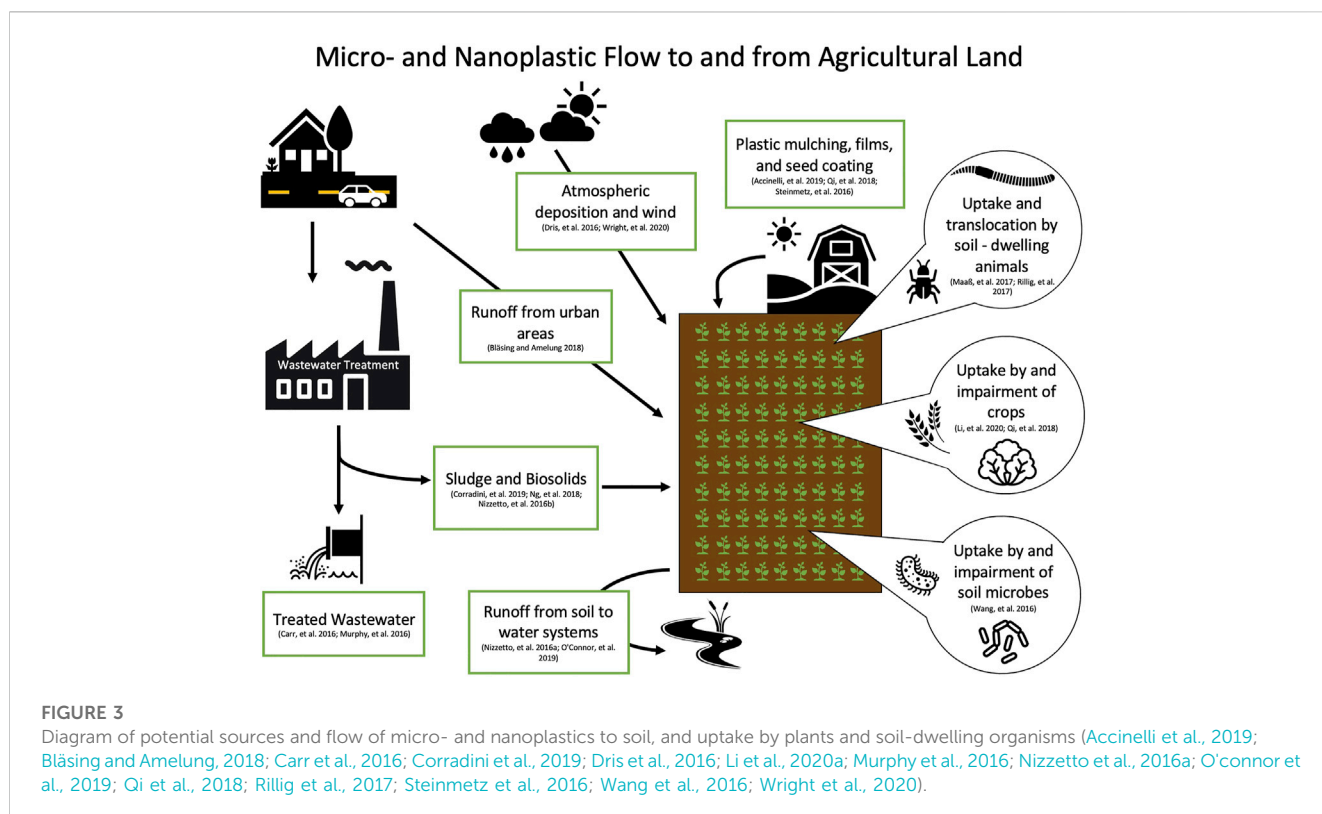 Micro- and Nanoplastic Flow to and from Agricultural Land
Plastic mulching, films,
and seed coating
(Accinelli, et al. 2019; Qi, et al. 2018;
Steinmetz, et al. 2016)
Atmospheric
deposition and wind
(Dris, et al. 2016; Wright, et al. 2020)
Uptake and
translocation by
soil - dwelling
animals
(Maaß, et al. 2017; Rillig, et al.
2017)
Runoff from urban
areas
(Bläsing and Amelung 2018)
Wastewater Treatment
Uptake by and
impairment of
crops
(Li, et al. 2020; Qi, et al. 2018)
Sludge and Biosolids
(Corradini, et al. 2019; Ng, et al. 2018;
Nizzetto, et al. 2016b)
Uptake by and
impairment of
soil microbes
(Wang, et al. 2016)
Treated Wastewater
(Carr, et al. 2016; Murphy, et al. 2016)
Runoff from soil to
water systems
(Nizzetto, et al. 2016a; O'Connor, et al.
2019)
FIGURE 3
Diagram of potential sources and flow of micro- and nanoplastics to soil, and uptake by plants and soil-dwelling organisms (Accinelli et al., 2019;
Bläsing and Amelung, 2018; Carr et al., 2016; Corradini et al., 2019; Dris et al., 2016; Li et al., 2020a; Murphy et al., 2016; Nizzetto et al., 2016a; O'connor et
al., 2019; Qi et al., 2018; Rillig et al., 2017; Steinmetz et al., 2016; Wang et al., 2016; Wright et al., 2020).